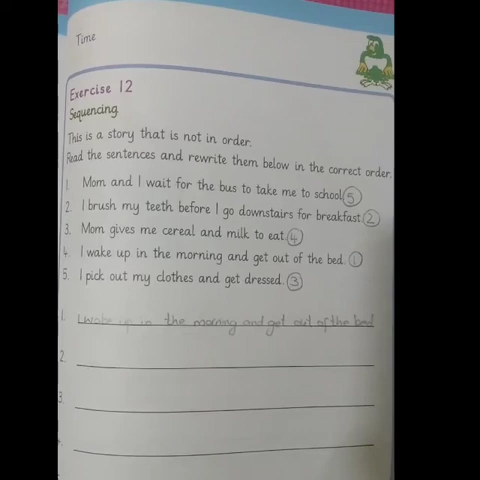 Time
Exercise 12
Sequencing
This is a story that is not in order.
Read the sentences and rewrite them below in the correct order.
1. Mom and I wait for the bus to take me to school. 5
2. I brush my teeth before I go downstairs for breakfast. 2
3. Mom gives me cereal and milk to eat. 4
4. I wake up in the morning and get out of the bed. 1
5. I pick out my clothes and get dressed. 3
1. I wake up in the morning and get out of the bed
2.
3.